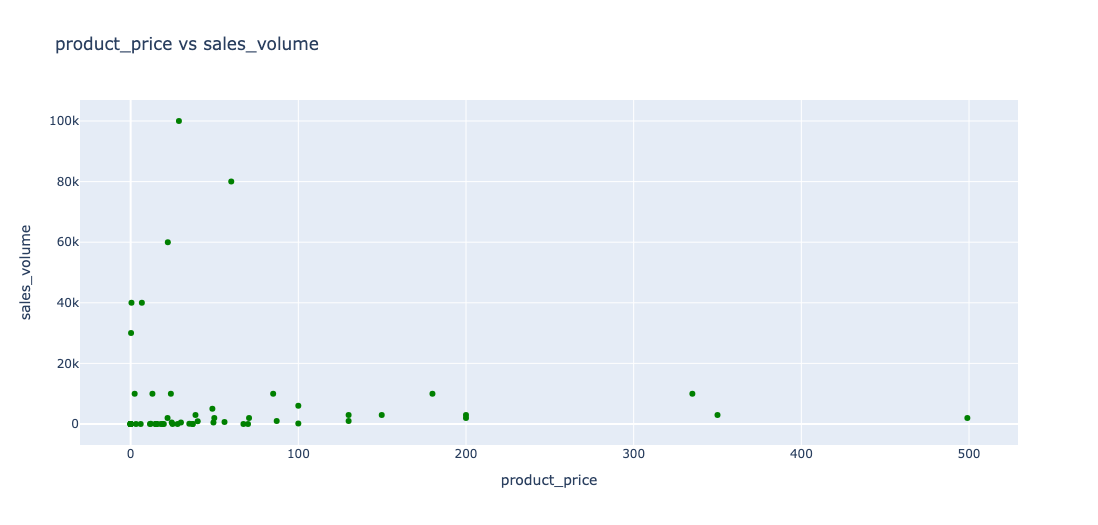 product_price vs sales_volume
100k
80k
60k
40k
20k
0
sales_volume
0 100 200 300 400 500
product_price